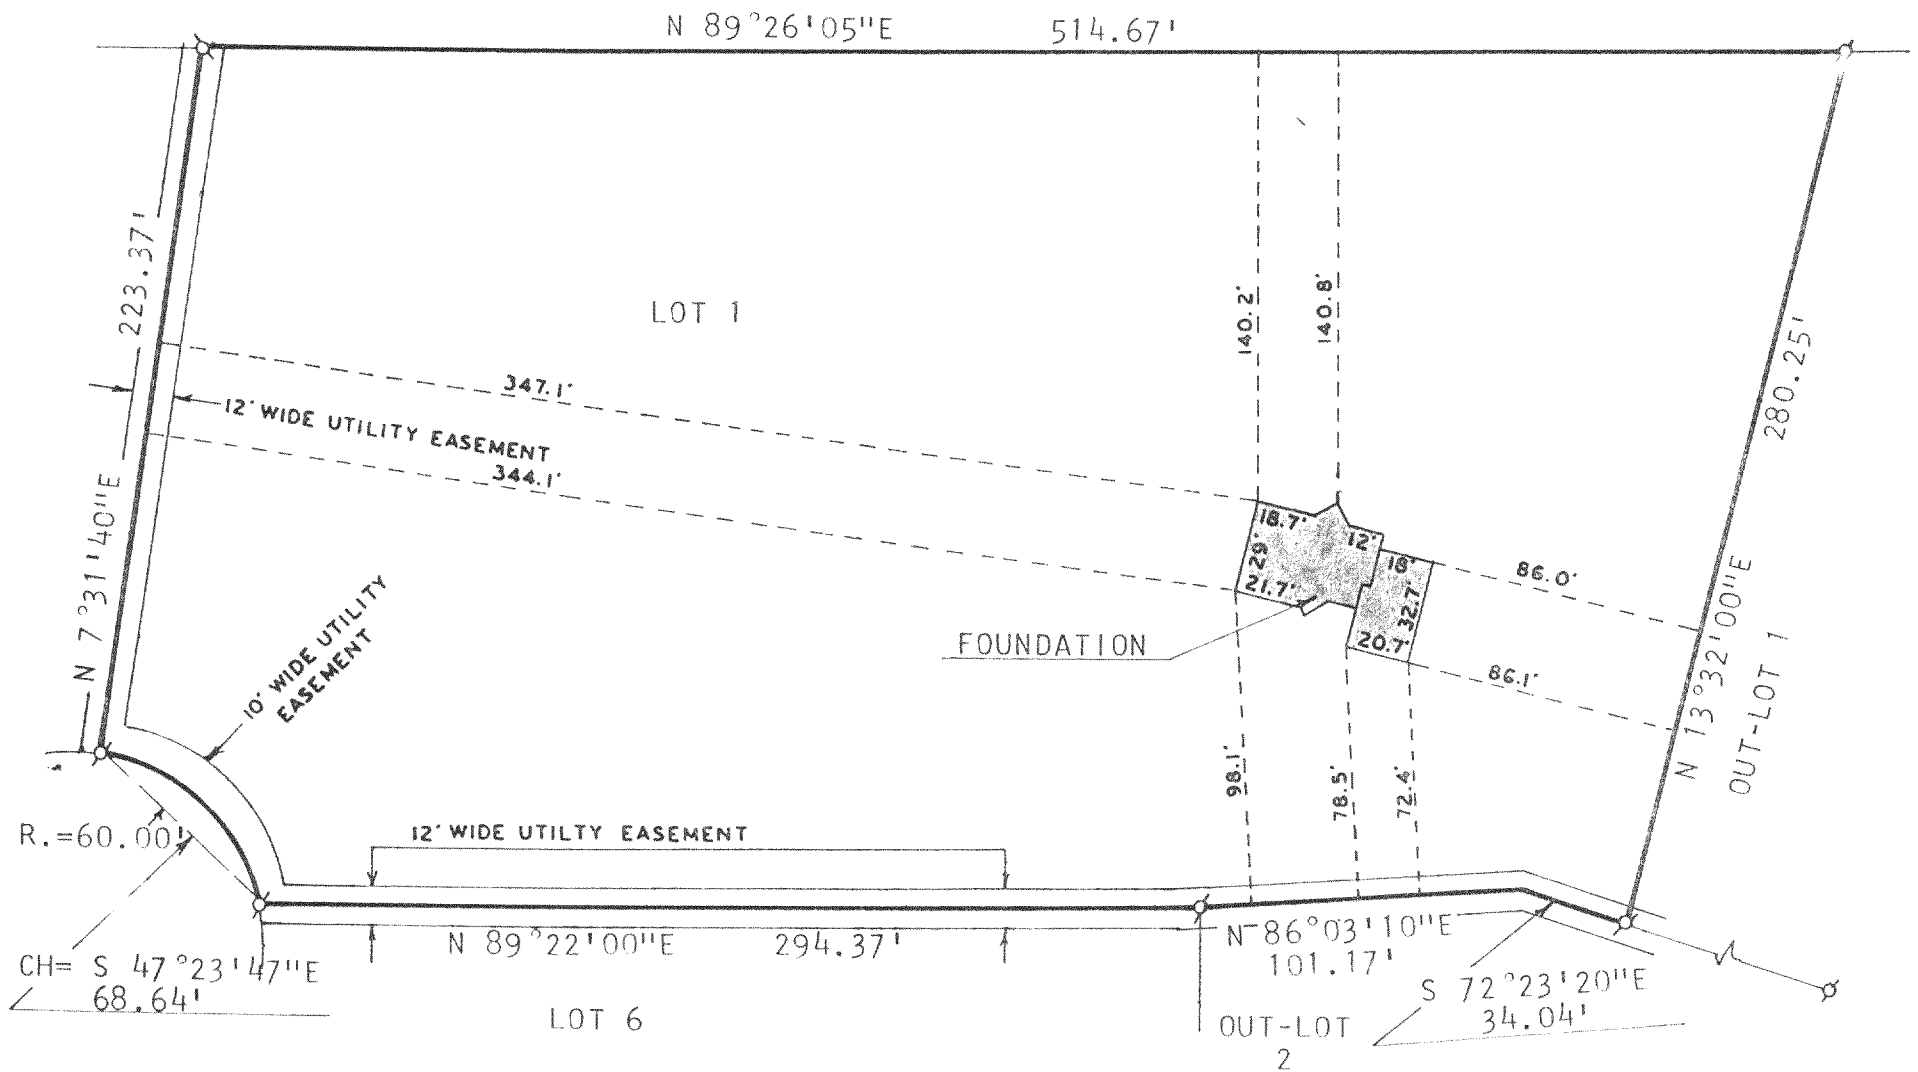 N 89°26'05"E 514.67'
223.37'
N 7°31'40"E
LOT 1
140.2'
140.8'
280.25'
N 13°32'00"E
OUT-LOT 1
347.1'
12' WIDE UTILITY EASEMENT
344.1'
18.7'
12'
29'
18'
21.7'
32.7'
20.7'
86.0'
86.1'
FOUNDATION
10' WIDE UTILITY
EASEMENT
98.1'
78.5'
72.4'
R.=60.00'
12' WIDE UTILTY EASEMENT
N 89°22'00"E 294.37'
N 86°03'10"E
101.17'
CH= S 47°23'47"E
68.64'
S 72°23'20"E
34.04'
LOT 6
OUT-LOT
2